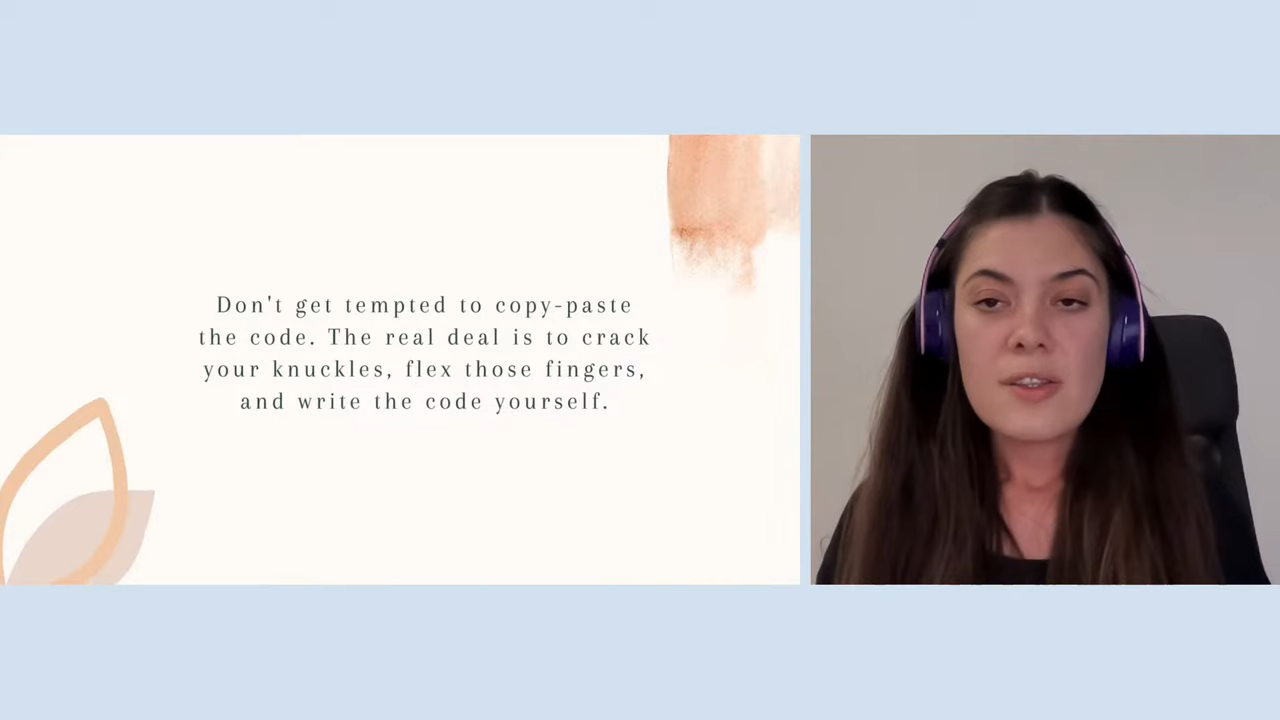 Don't get tempted to copy-paste
the code. The real deal is to crack
your knuckles, flex those fingers,
and write the code yourself.